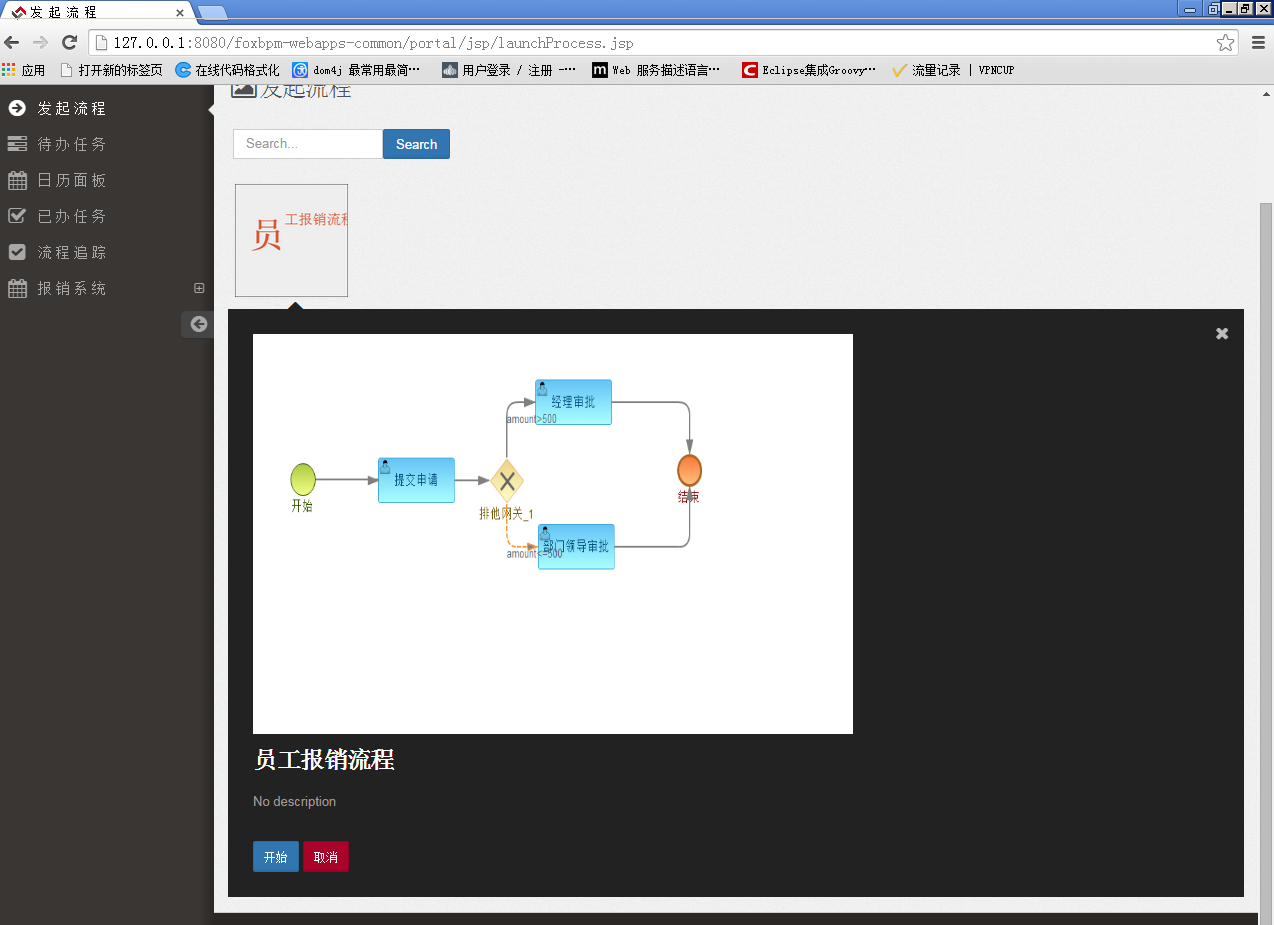 发起流程
127.0.0.1:8080/foxbpm-webapps-common/portal/jsp/launchProcess.jsp
应用 打开新的标签页 在线代码格式化 dom4j 最常用最简… 用户登录 / 注册 -… Web 服务描述语言… Eclipse集成Groovy… 流量记录 | VPNCUP
发起流程
待办任务
日历面板
已办任务
流程追踪
报销系统
发起流程
Search...
Search
员
工报销流程
经理审批
amount>500
提交申请
开始
排他网关_1
结束
部门领导审批
amount<=500
员工报销流程
No description
开始
取消